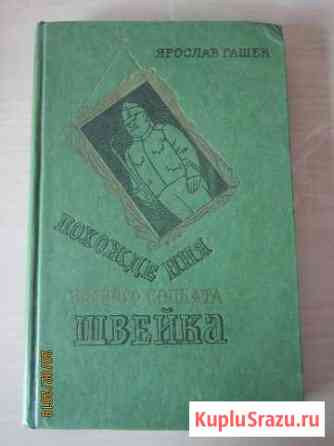 ЯРОСЛАВ ГАШЕК
ПОХОЖДЕНИЯ
БРАВОГО СОЛДАТА
ШВЕЙКА
KupluSrazu.ru